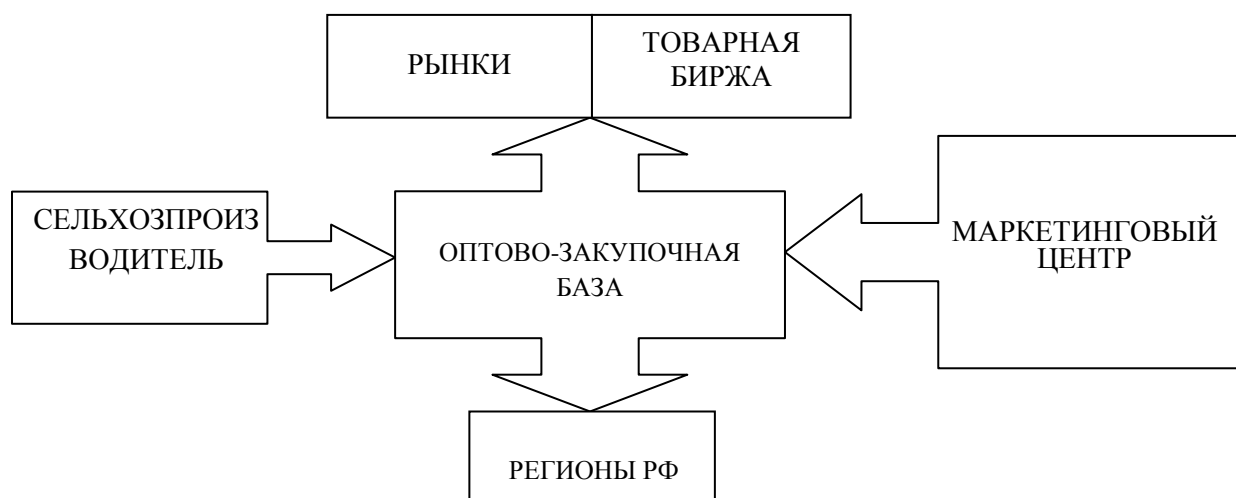 РЫНКИ
ТОВАРНАЯ
БИРЖА
СЕЛЬХОЗПРОИЗ
ВОДИТЕЛЬ
ОПТОВО-ЗАКУПОЧНАЯ
БАЗА
МАРКЕТИНГОВЫЙ
ЦЕНТР
РЕГИОНЫ РФ